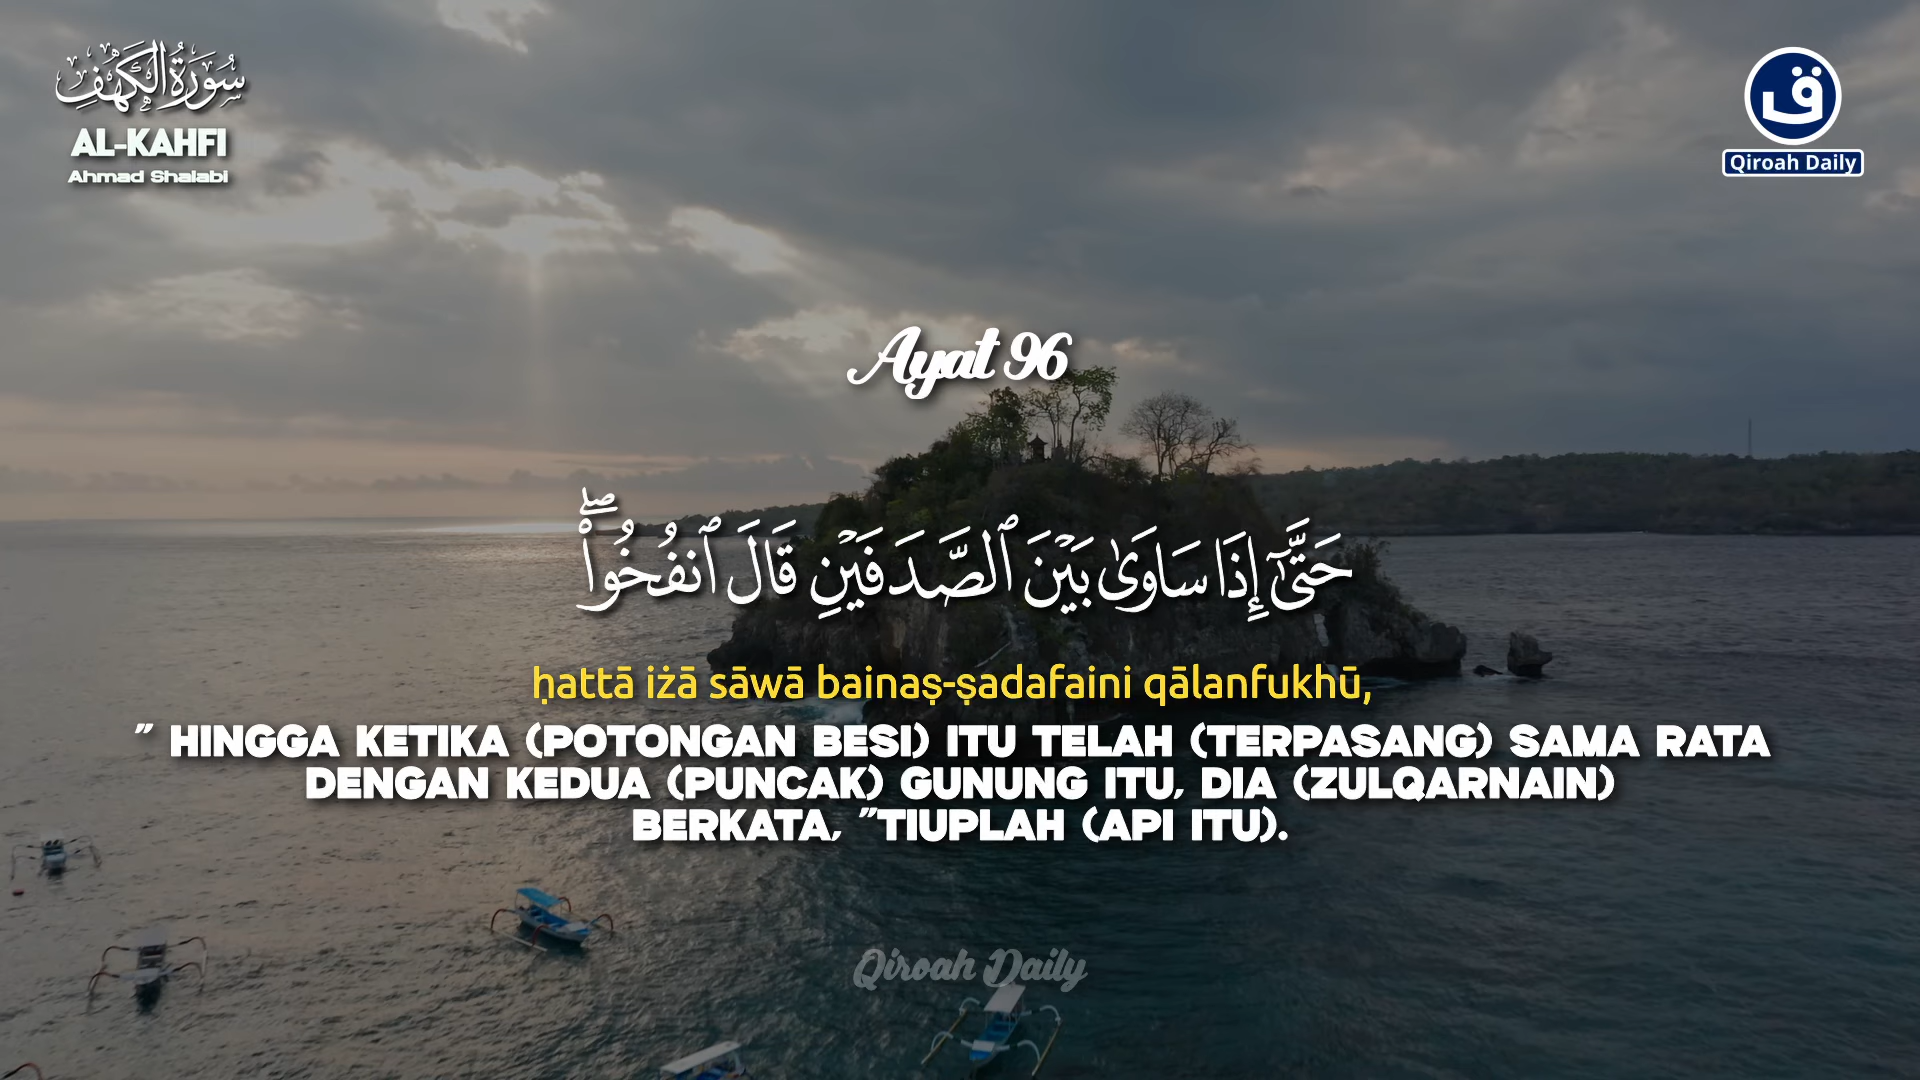 سُورَةُ الكَهْفِ
AL-KAHFI
Ahmad Shalabi
ق
Qiroah Daily
Ayat 96
حَتَّىٰٓ إِذَا سَاوَىٰ بَيْنَ ٱلصَّدَفَيْنِ قَالَ ٱنفُخُوا۟ ۖ
ḥattā iżā sāwā bainaṣ-ṣadafaini qālanfukhū,
" HINGGA KETIKA (POTONGAN BESI) ITU TELAH (TERPASANG) SAMA RATA
DENGAN KEDUA (PUNCAK) GUNUNG ITU, DIA (ZULQARNAIN)
BERKATA, "TIUPLAH (API ITU).
Qiroah Daily